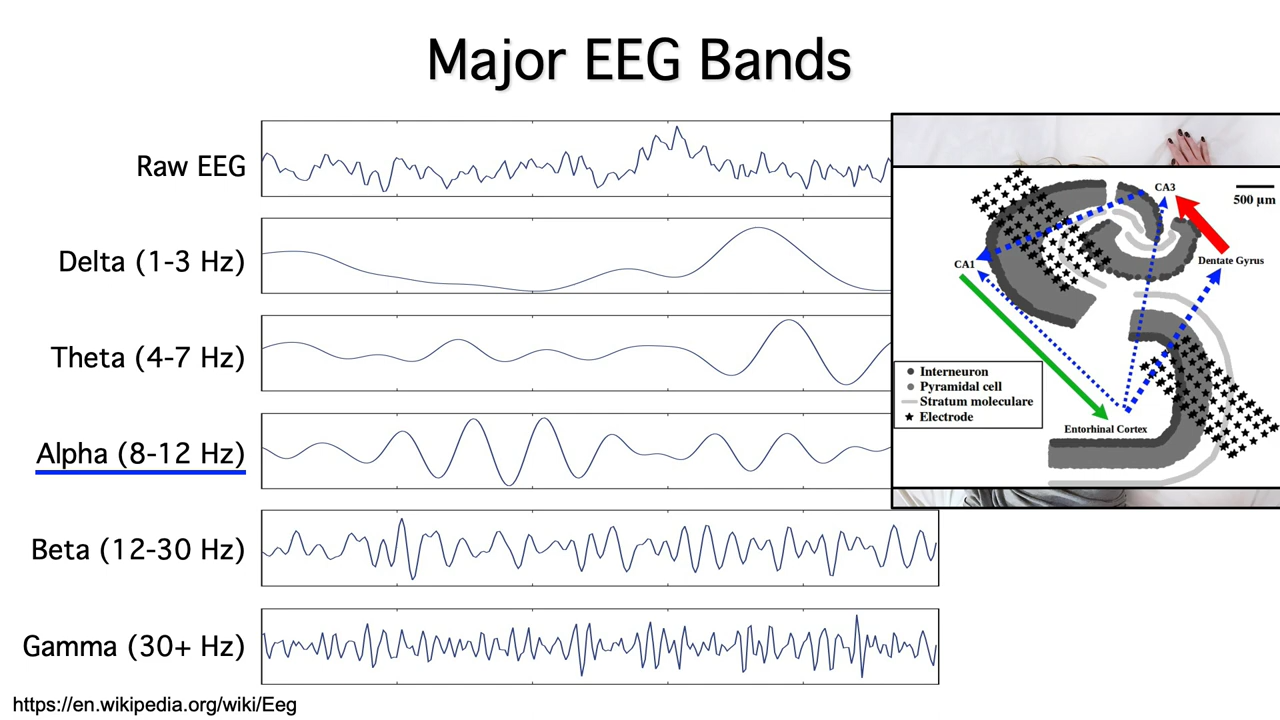 Major EEG Bands
Raw EEG
Delta (1-3 Hz)
Theta (4-7 Hz)
Alpha (8-12 Hz)
Beta (12-30 Hz)
Gamma (30+ Hz)
CA3
500 µm
Dentate Gyrus
CA1
Interneuron
Pyramidal cell
Stratum moleculare
Electrode
Entorhinal Cortex
https://en.wikipedia.org/wiki/Eeg